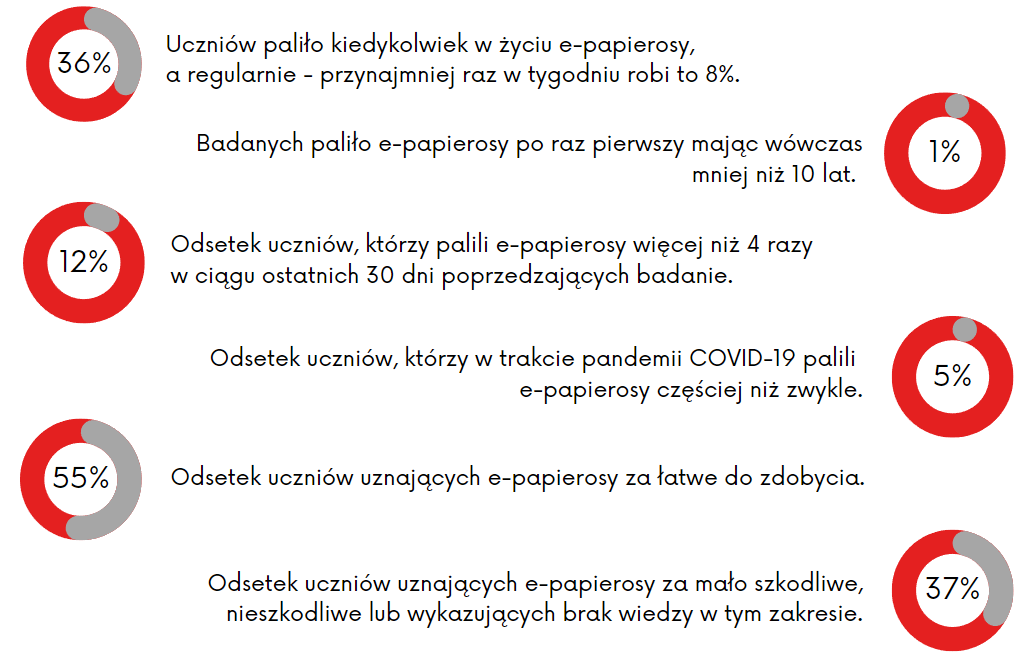 36%
Uczniów paliło kiedykolwiek w życiu e-papierosy,
a regularnie - przynajmniej raz w tygodniu robi to 8%.
Badanych paliło e-papierosy po raz pierwszy mając wówczas
mniej niż 10 lat.
1%
12%
Odsetek uczniów, którzy palili e-papierosy więcej niż 4 razy
w ciągu ostatnich 30 dni poprzedzających badanie.
Odsetek uczniów, którzy w trakcie pandemii COVID-19 palili
e-papierosy częściej niż zwykle.
5%
55%
Odsetek uczniów uznających e-papierosy za łatwe do zdobycia.
Odsetek uczniów uznających e-papierosy za mało szkodliwe,
nieszkodliwe lub wykazujących brak wiedzy w tym zakresie.
37%